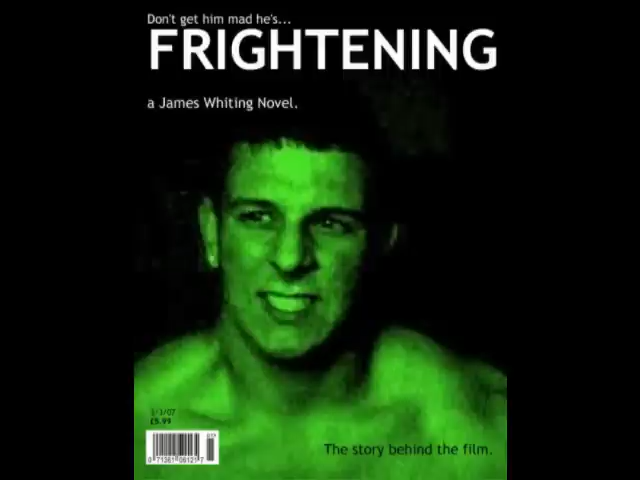 Don't get him mad he's...
FRIGHTENING
a James Whiting Novel.
£5.99
The story behind the film.